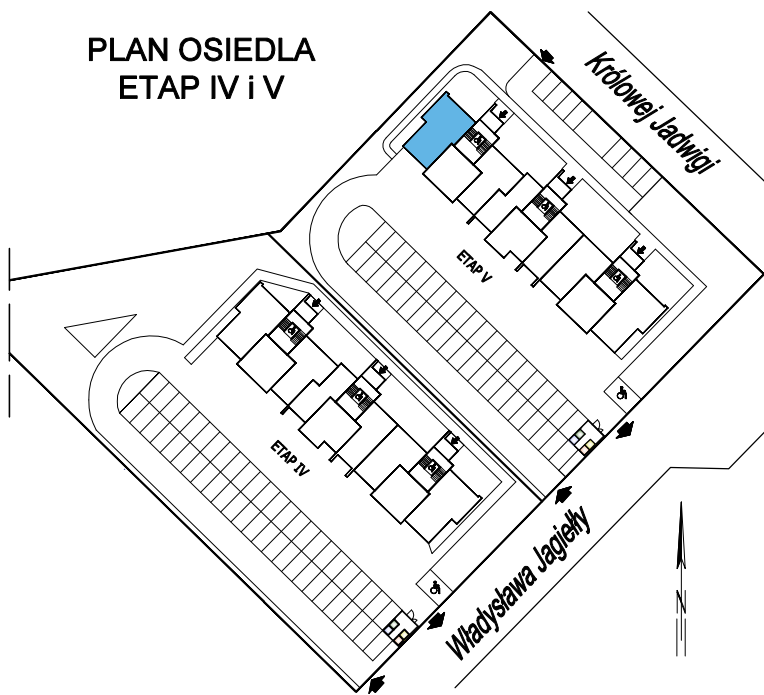 PLAN OSIEDLA
ETAP IV i V
Królowej Jadwigi
ETAP V
ETAP IV
Władysława Jagiełły
N